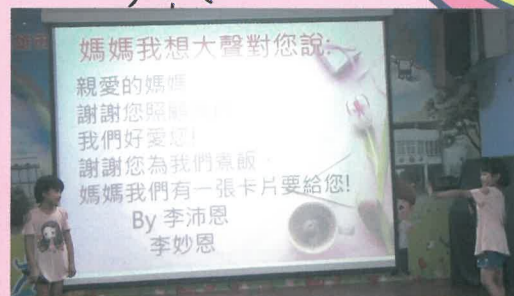 媽媽我想大聲對您說:
親愛的媽媽
謝謝您照顧
我們好愛您!
謝謝您為我們煮飯,
媽媽我們有一張卡片要給您!
By 李沛恩
李妙恩